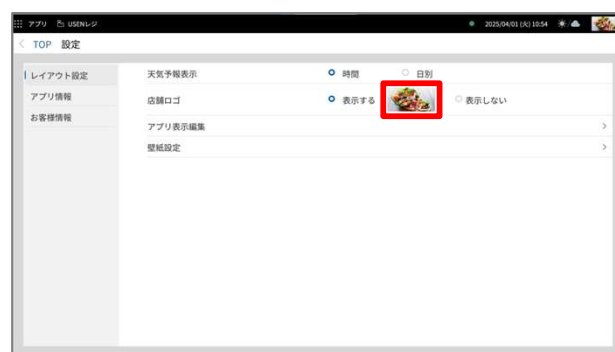 アプリ USENレジ 2025/04/01 (火) 10:54
< TOP 設定
レイアウト設定 天気予報表示 時間 日別
アプリ情報 店舗ロゴ 表示する 表示しない
お客様情報
アプリ表示編集 >
壁紙設定 >